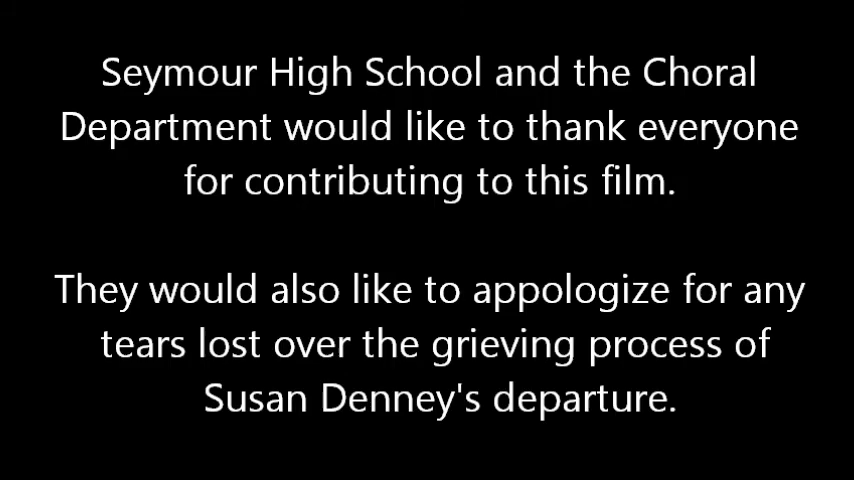 Seymour High School and the Choral
Department would like to thank everyone
for contributing to this film.
They would also like to appologize for any
tears lost over the grieving process of
Susan Denney's departure.